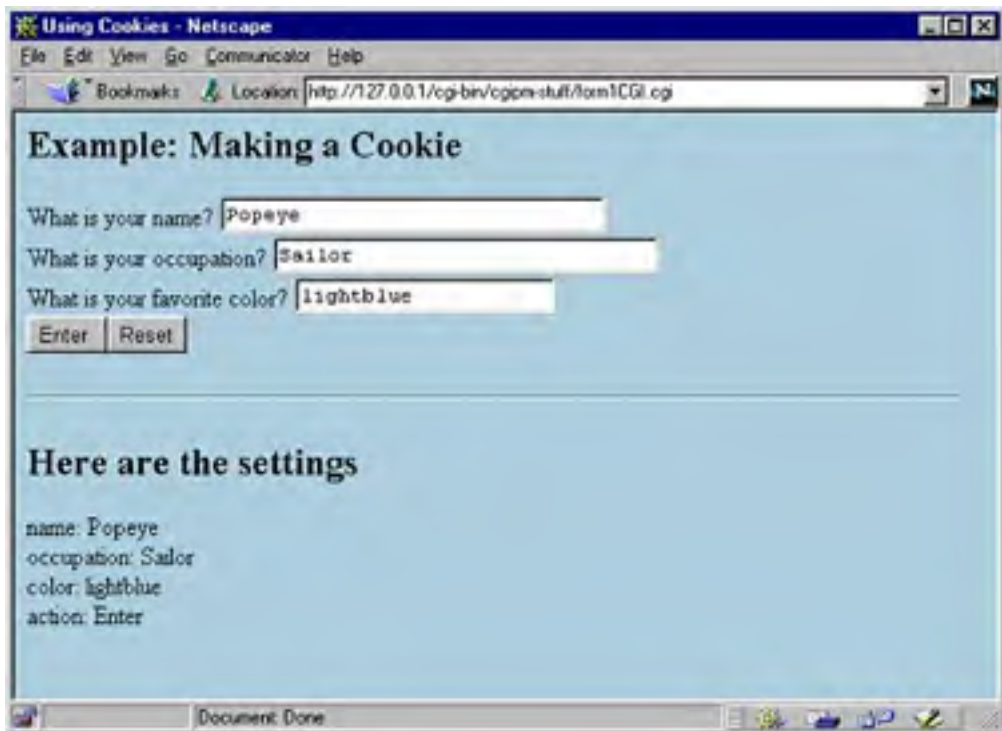 Using Cookies - Netscape
File Edit View Go Communicator Help
Bookmarks Location: http://127.0.0.1/cgi-bin/cgipm-stuff/form1CGI.cgi
N
Example: Making a Cookie
What is your name? Popeye
What is your occupation? Sailor
What is your favorite color? lightblue
Enter Reset
Here are the settings
name: Popeye
occupation: Sailor
color: lightblue
action: Enter
Document: Done